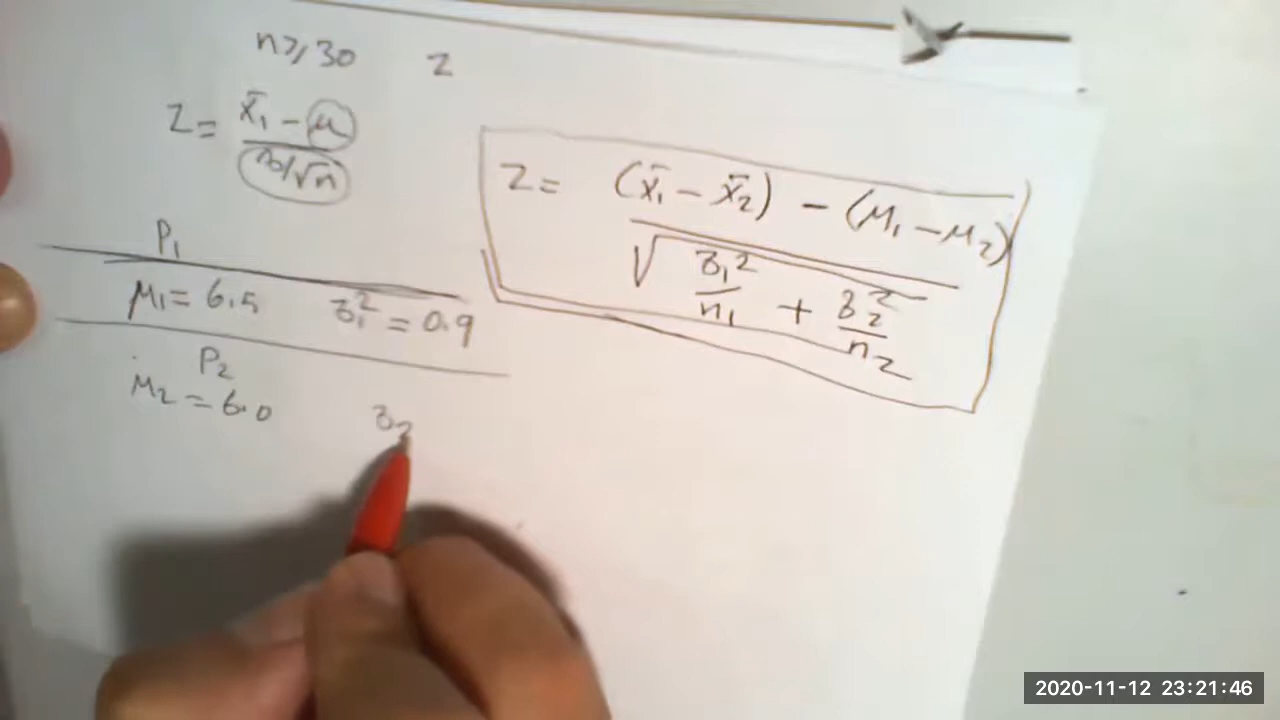 n≥30 Z
Z = x̄₁ - μ
σ/√n
Z = (x̄₁ - x̄₂) - (μ₁ - μ₂)
√ σ₁²/n₁ + σ₂²/n₂
P₁
μ₁ = 6.5 σ₁² = 0.9
P₂
μ₂ = 6.0 σ₂
2020-11-12 23:21:46